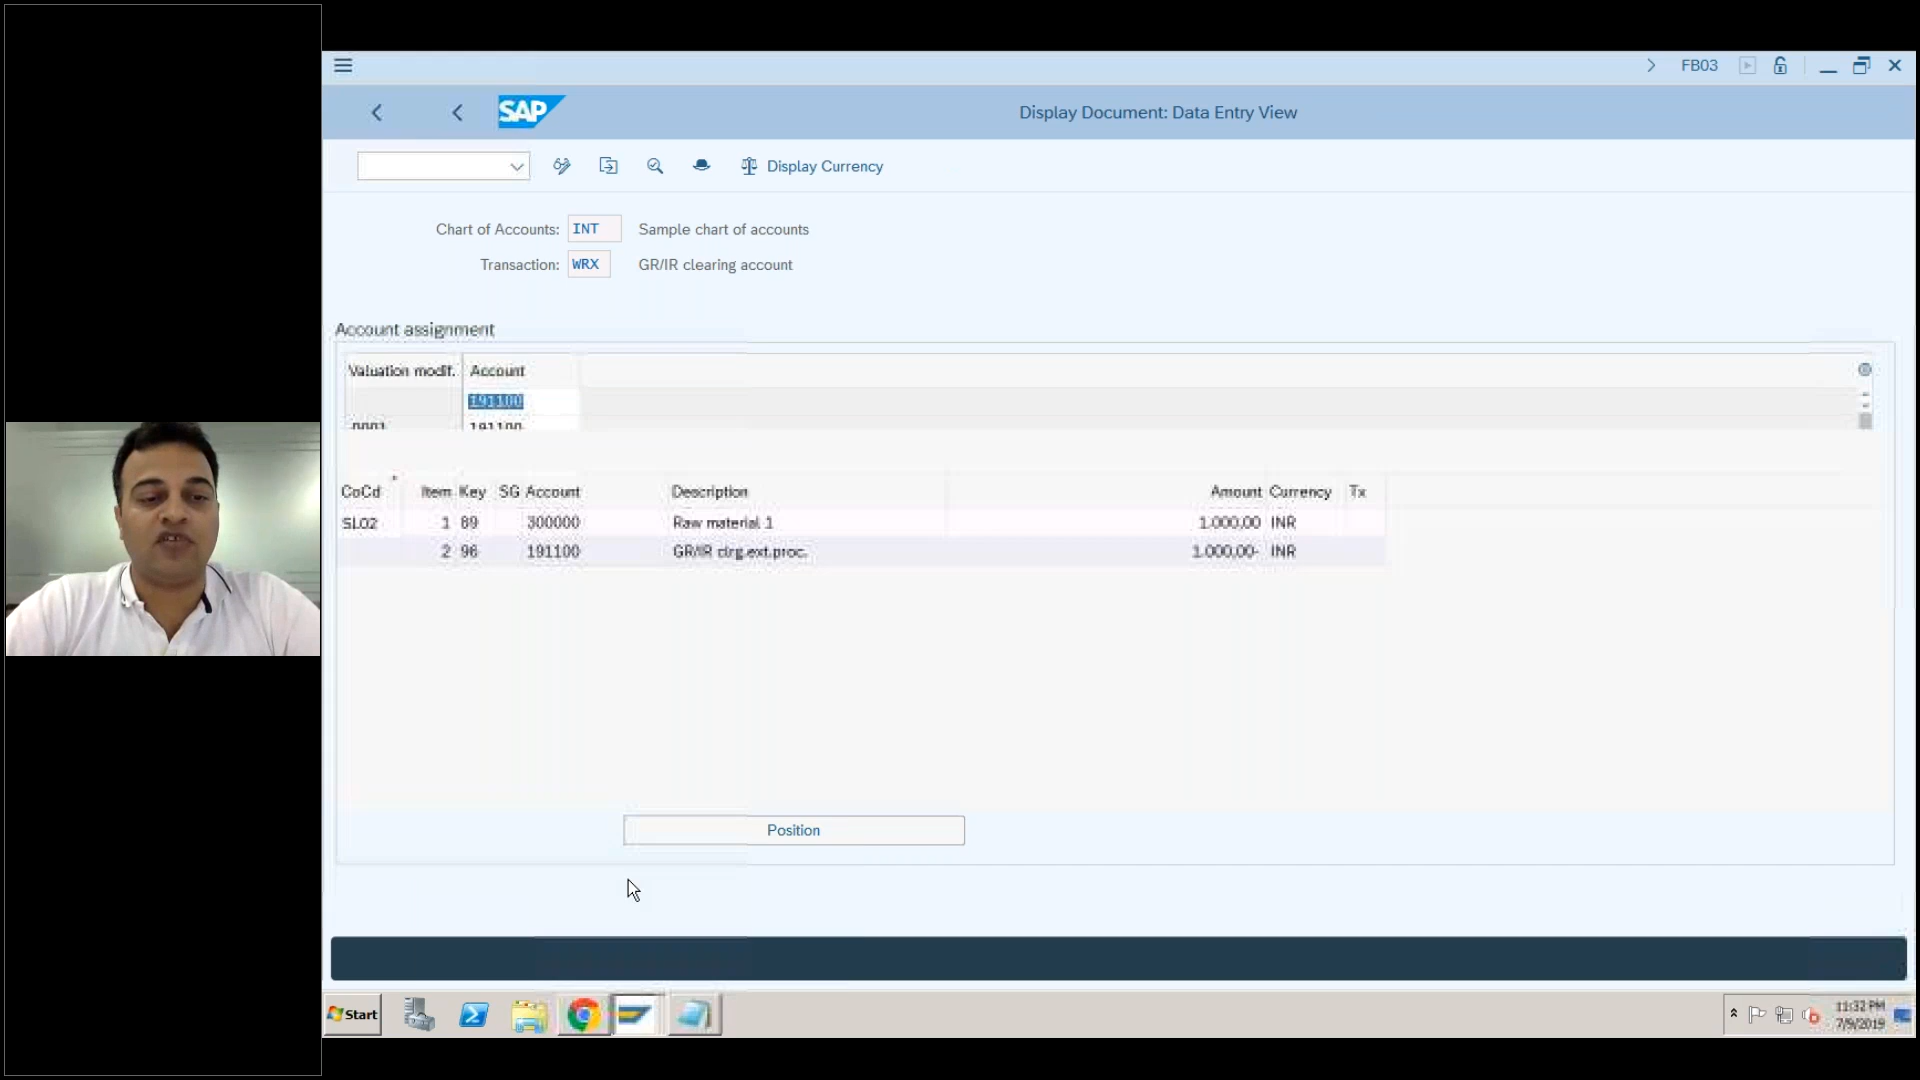 FB03
SAP
Display Document: Data Entry View
Display Currency
Chart of Accounts: INT Sample chart of accounts
Transaction: WRX GR/IR clearing account
Account assignment
Valuation modif. Account
191100
0001 191100
CoCd Item Key SG Account Description Amount Currency Tx
SL02 1 89 300000 Raw material 1 1.000,00 INR
2 96 191100 GR/IR clrg.ext.proc. 1.000,00- INR
Position
Start
11:32 PM
7/9/2019